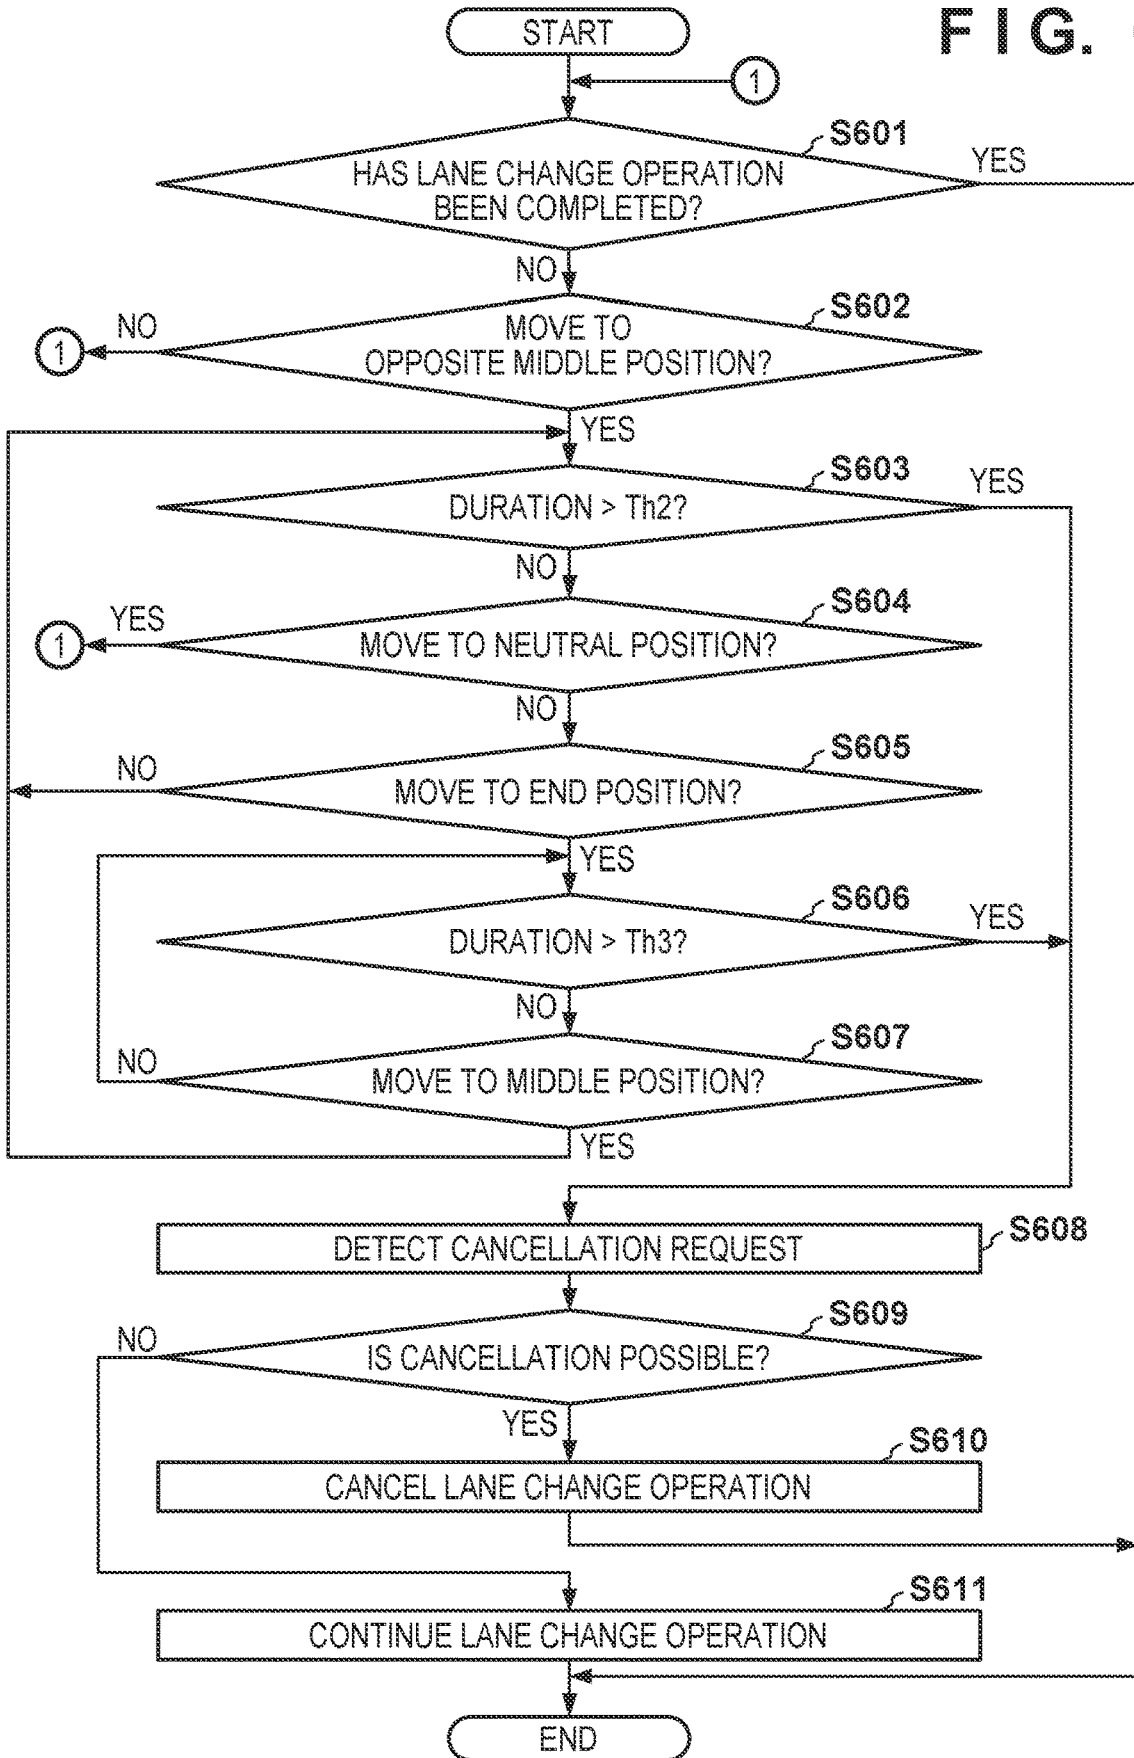 FIG.
START
1
S601
HAS LANE CHANGE OPERATION
BEEN COMPLETED?
YES
NO
S602
MOVE TO
OPPOSITE MIDDLE POSITION?
NO
1
YES
S603
DURATION > Th2?
YES
NO
S604
MOVE TO NEUTRAL POSITION?
YES
1
NO
S605
MOVE TO END POSITION?
NO
YES
S606
DURATION > Th3?
YES
NO
S607
MOVE TO MIDDLE POSITION?
NO
YES
S608
DETECT CANCELLATION REQUEST
S609
IS CANCELLATION POSSIBLE?
NO
YES
S610
CANCEL LANE CHANGE OPERATION
S611
CONTINUE LANE CHANGE OPERATION
END